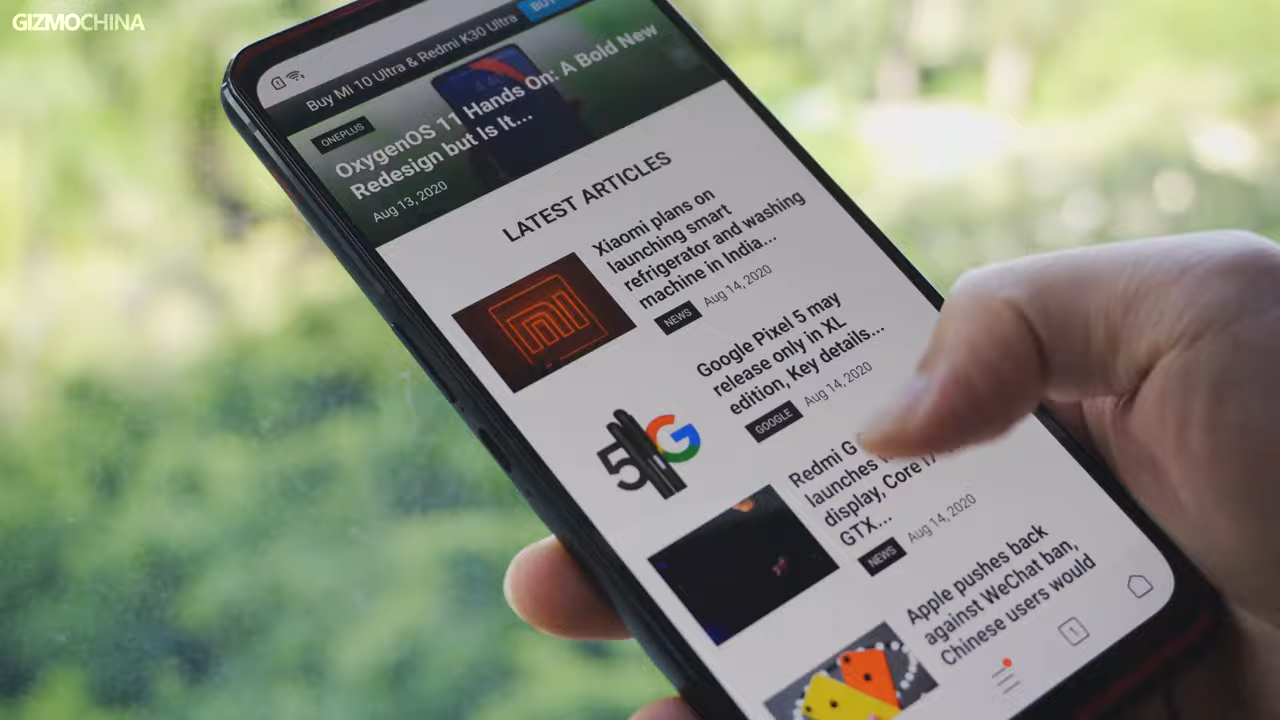 GIZMOCHINA
Buy Mi 10 Ultra & Redmi K30 Ultra
BUY
ONEPLUS
OxygenOS 11 Hands On: A Bold New
Redesign but Is It...
Aug 13, 2020
LATEST ARTICLES
Xiaomi plans on
launching smart
refrigerator and washing
machine in India...
NEWS Aug 14, 2020
5G
Google Pixel 5 may
release only in XL
edition, Key details...
GOOGLE Aug 14, 2020
Redmi G
launches
display, Core
GTX...
NEWS Aug 14, 2020
Apple pushes back
against WeChat ban,
Chinese users would
1